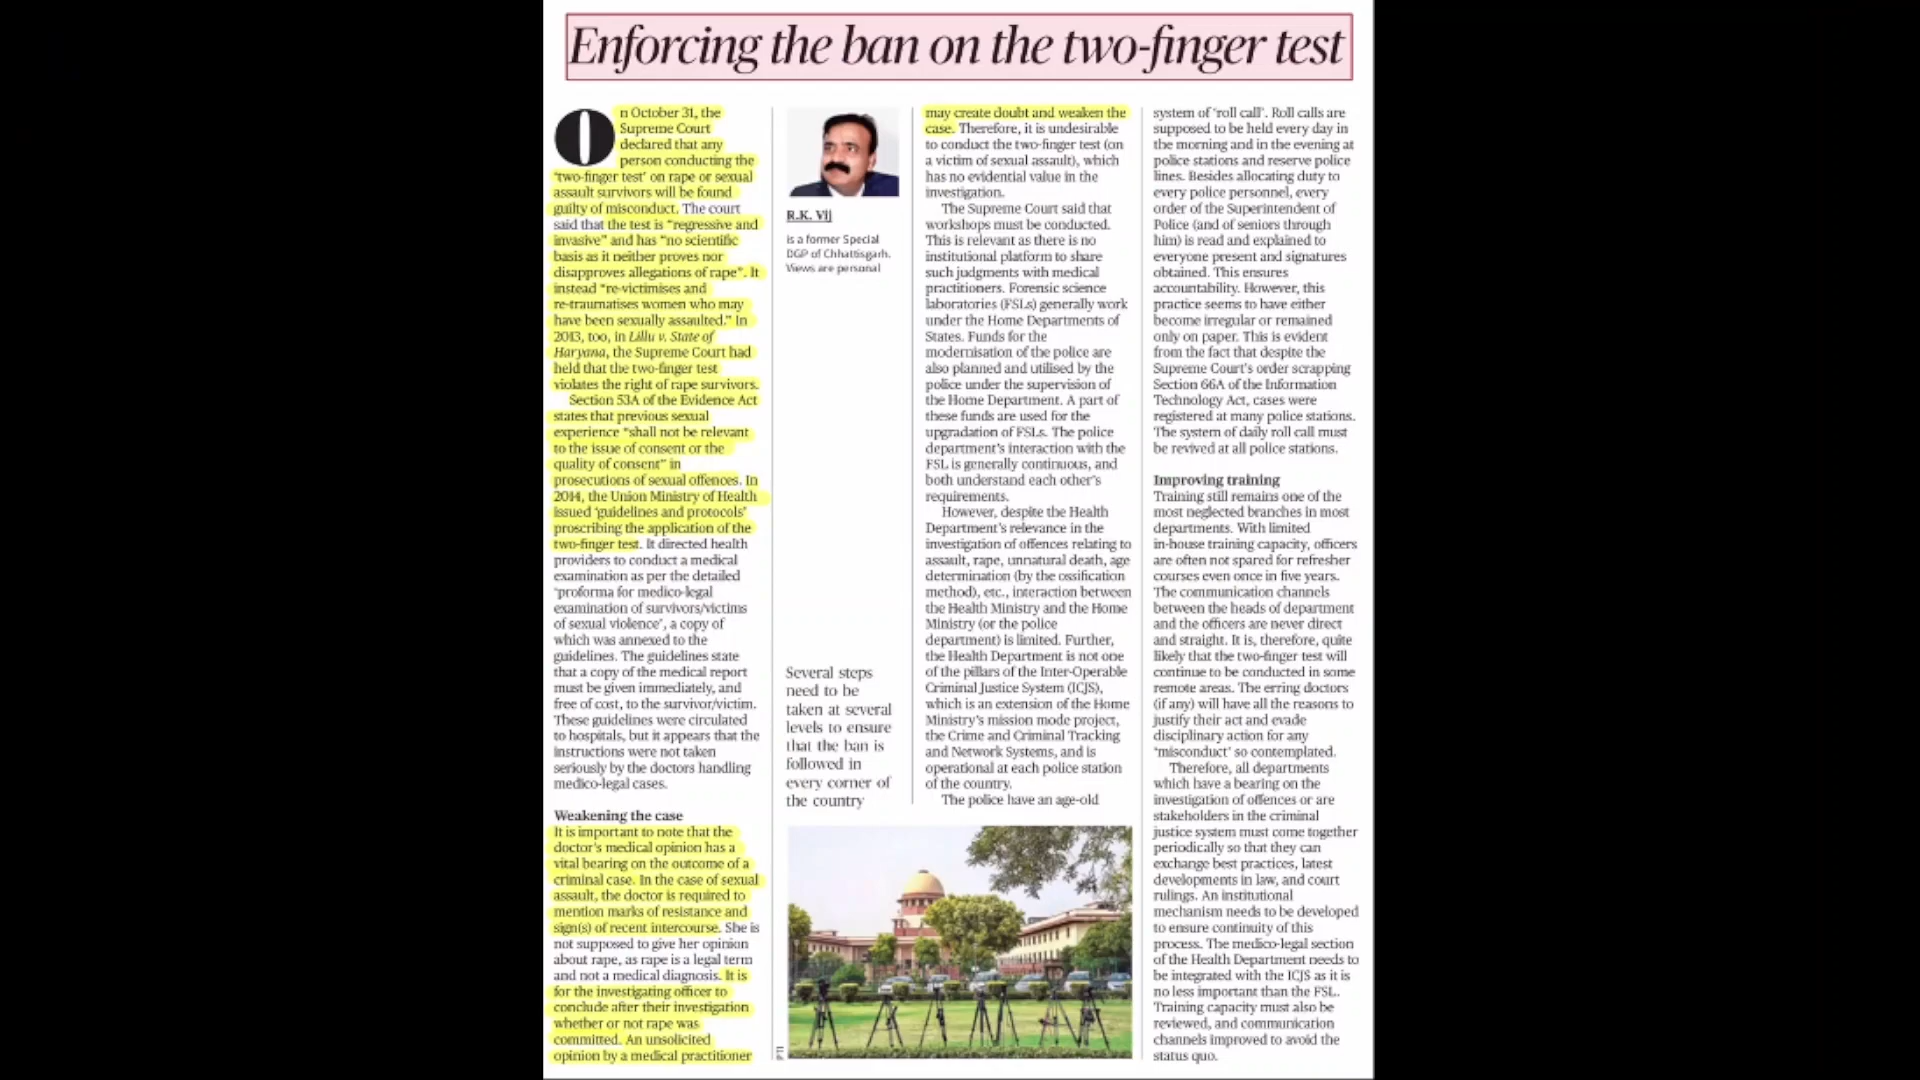 Enforcing the ban on the two-finger test
On October 31, the
Supreme Court
declared that any
person conducting the
'two-finger test' on rape or sexual
assault survivors will be found
guilty of misconduct. The court
said that the test is "regressive and
invasive" and has "no scientific
basis as it neither proves nor
disapproves allegations of rape". It
instead "re-victimises and
re-traumatises women who may
have been sexually assaulted." In
2013, too, in Lillu v. State of
Haryana, the Supreme Court had
held that the two-finger test
violates the right of rape survivors.
Section 53A of the Evidence Act
states that previous sexual
experience "shall not be relevant
to the issue of consent or the
quality of consent" in
prosecutions of sexual offences. In
2014, the Union Ministry of Health
issued 'guidelines and protocols'
proscribing the application of the
two-finger test. It directed health
providers to conduct a medical
examination as per the detailed
'proforma for medico-legal
examination of survivors/victims
of sexual violence', a copy of
which was annexed to the
guidelines. The guidelines state
that a copy of the medical report
must be given immediately, and
free of cost, to the survivor/victim.
These guidelines were circulated
to hospitals, but it appears that the
instructions were not taken
seriously by the doctors handling
medico-legal cases.
Weakening the case
It is important to note that the
doctor's medical opinion has a
vital bearing on the outcome of a
criminal case. In the case of sexual
assault, the doctor is required to
mention marks of resistance and
sign(s) of recent intercourse. She is
not supposed to give her opinion
about rape, as rape is a legal term
and not a medical diagnosis. It is
for the investigating officer to
conclude after their investigation
whether or not rape was
committed. An unsolicited
opinion by a medical practitioner
R.K. Vij
is a former Special
DGP of Chhattisgarh.
Views are personal
Several steps
need to be
taken at several
levels to ensure
that the ban is
followed in
every corner of
the country
may create doubt and weaken the
case. Therefore, it is undesirable
to conduct the two-finger test (on
a victim of sexual assault), which
has no evidential value in the
investigation.
The Supreme Court said that
workshops must be conducted.
This is relevant as there is no
institutional platform to share
such judgments with medical
practitioners. Forensic science
laboratories (FSLs) generally work
under the Home Departments of
States. Funds for the
modernisation of the police are
also planned and utilised by the
police under the supervision of
the Home Department. A part of
these funds are used for the
upgradation of FSLs. The police
department's interaction with the
FSL is generally continuous, and
both understand each other's
requirements.
However, despite the Health
Department's relevance in the
investigation of offences relating to
assault, rape, unnatural death, age
determination (by the ossification
method), etc., interaction between
the Health Ministry and the Home
Ministry (or the police
department) is limited. Further,
the Health Department is not one
of the pillars of the Inter-Operable
Criminal Justice System (ICJS),
which is an extension of the Home
Ministry's mission mode project,
the Crime and Criminal Tracking
and Network Systems, and is
operational at each police station
of the country.
The police have an age-old
PTI
system of 'roll call'. Roll calls are
supposed to be held every day in
the morning and in the evening at
police stations and reserve police
lines. Besides allocating duty to
every police personnel, every
order of the Superintendent of
Police (and of seniors through
him) is read and explained to
everyone present and signatures
obtained. This ensures
accountability. However, this
practice seems to have either
become irregular or remained
only on paper. This is evident
from the fact that despite the
Supreme Court's order scrapping
Section 66A of the Information
Technology Act, cases were
registered at many police stations.
The system of daily roll call must
be revived at all police stations.
Improving training
Training still remains one of the
most neglected branches in most
departments. With limited
in-house training capacity, officers
are often not spared for refresher
courses even once in five years.
The communication channels
between the heads of department
and the officers are never direct
and straight. It is, therefore, quite
likely that the two-finger test will
continue to be conducted in some
remote areas. The erring doctors
(if any) will have all the reasons to
justify their act and evade
disciplinary action for any
'misconduct' so contemplated.
Therefore, all departments
which have a bearing on the
investigation of offences or are
stakeholders in the criminal
justice system must come together
periodically so that they can
exchange best practices, latest
developments in law, and court
rulings. An institutional
mechanism needs to be developed
to ensure continuity of this
process. The medico-legal section
of the Health Department needs to
be integrated with the ICJS as it is
no less important than the FSL.
Training capacity must also be
reviewed, and communication
channels improved to avoid the
status quo.